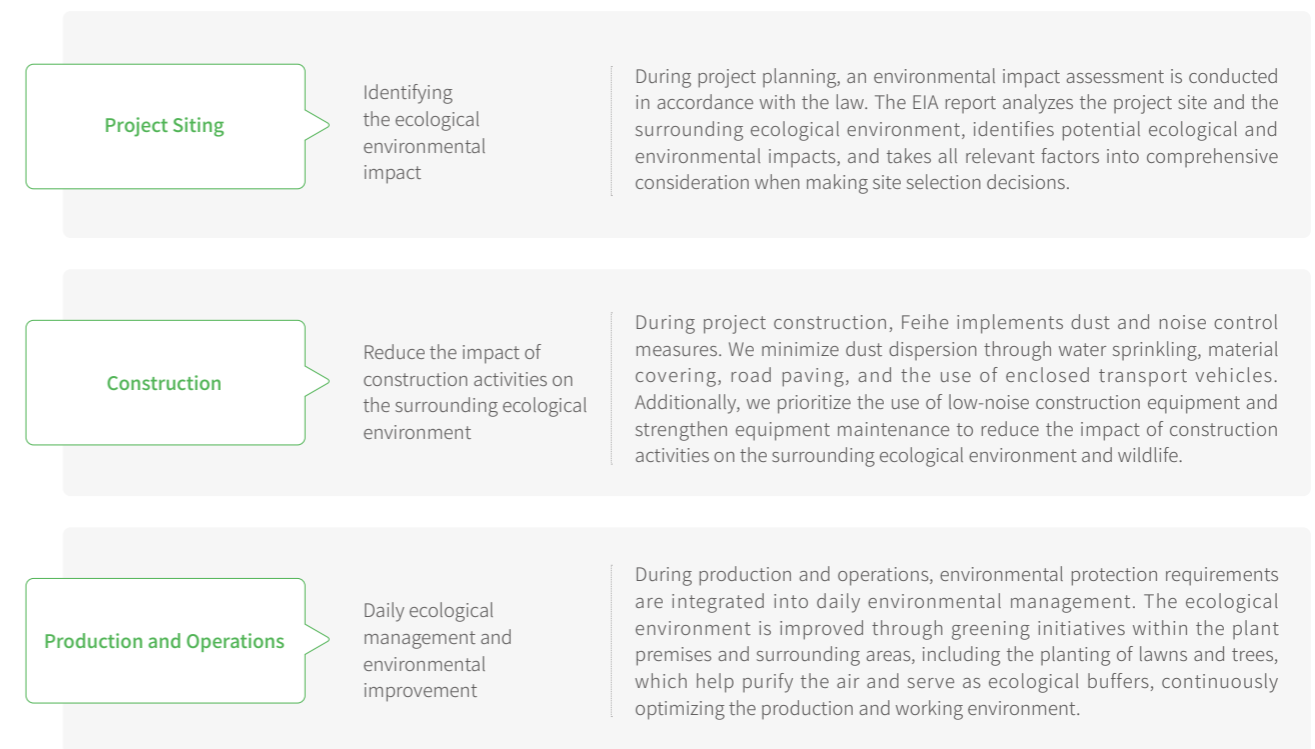 Project Siting
Identifying
the ecological
environmental
impact
During project planning, an environmental impact assessment is conducted
in accordance with the law. The EIA report analyzes the project site and the
surrounding ecological environment, identifies potential ecological and
environmental impacts, and takes all relevant factors into comprehensive
consideration when making site selection decisions.
Construction
Reduce the impact of
construction activities on
the surrounding ecological
environment
During project construction, Feihe implements dust and noise control
measures. We minimize dust dispersion through water sprinkling, material
covering, road paving, and the use of enclosed transport vehicles.
Additionally, we prioritize the use of low-noise construction equipment and
strengthen equipment maintenance to reduce the impact of construction
activities on the surrounding ecological environment and wildlife.
Production and Operations
Daily ecological
management and
environmental
improvement
During production and operations, environmental protection requirements
are integrated into daily environmental management. The ecological
environment is improved through greening initiatives within the plant
premises and surrounding areas, including the planting of lawns and trees,
which help purify the air and serve as ecological buffers, continuously
optimizing the production and working environment.